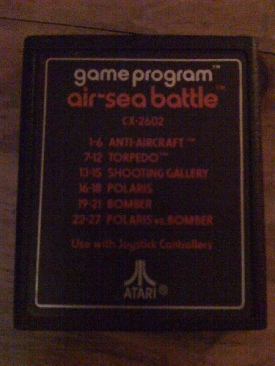 game program™
air-sea battle™
CX-2602
1-6 ANTI-AIRCRAFT™
7-12 TORPEDO™
13-15 SHOOTING GALLERY
16-18 POLARIS
19-21 BOMBER
22-27 POLARIS vs. BOMBER
Use with Joystick Controllers
ATARI®